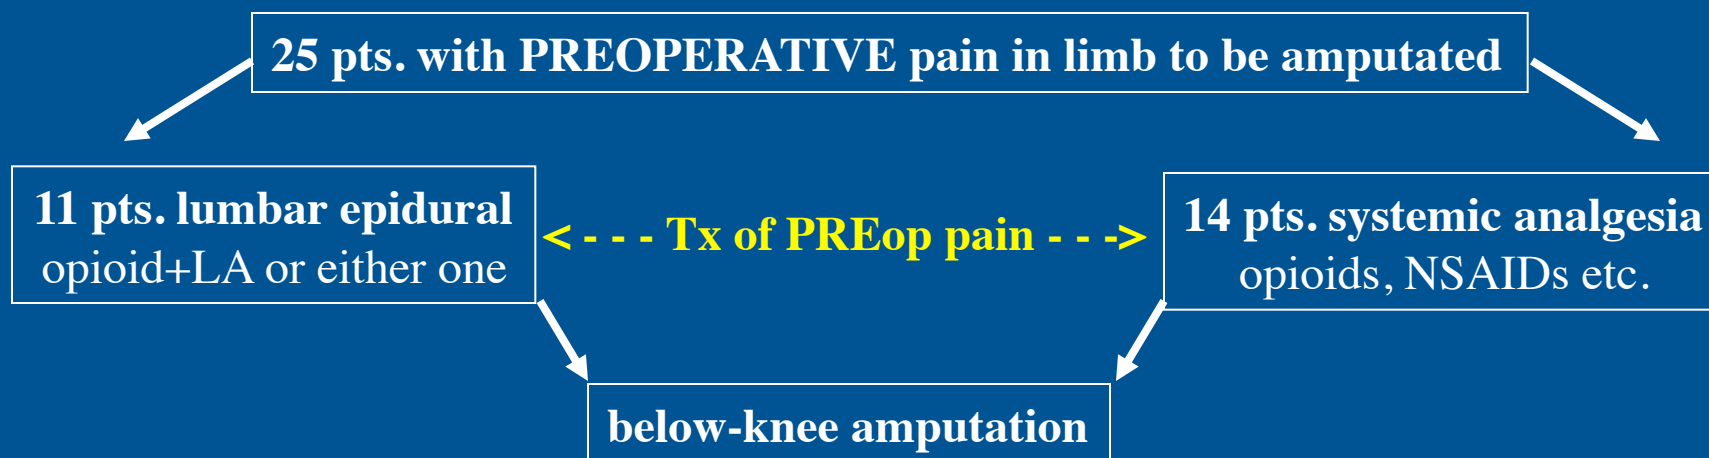 25 pts. with PREOPERATIVE pain in limb to be amputated
11 pts. lumbar epidural
opioid+LA or either one
< - - - Tx of PREop pain - - ->
14 pts. systemic analgesia
opioids, NSAIDs etc.
below-knee amputation